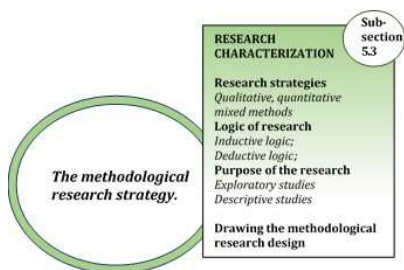 Sub-
section
5.3
RESEARCH
CHARACTERIZATION
Research strategies
Qualitative, quantitative
mixed methods
Logic of research
Inductive logic;
Deductive logic;
Purpose of the research
Exploratory studies
Descriptive studies
Drawing the methodological
research design
The methodological
research strategy.